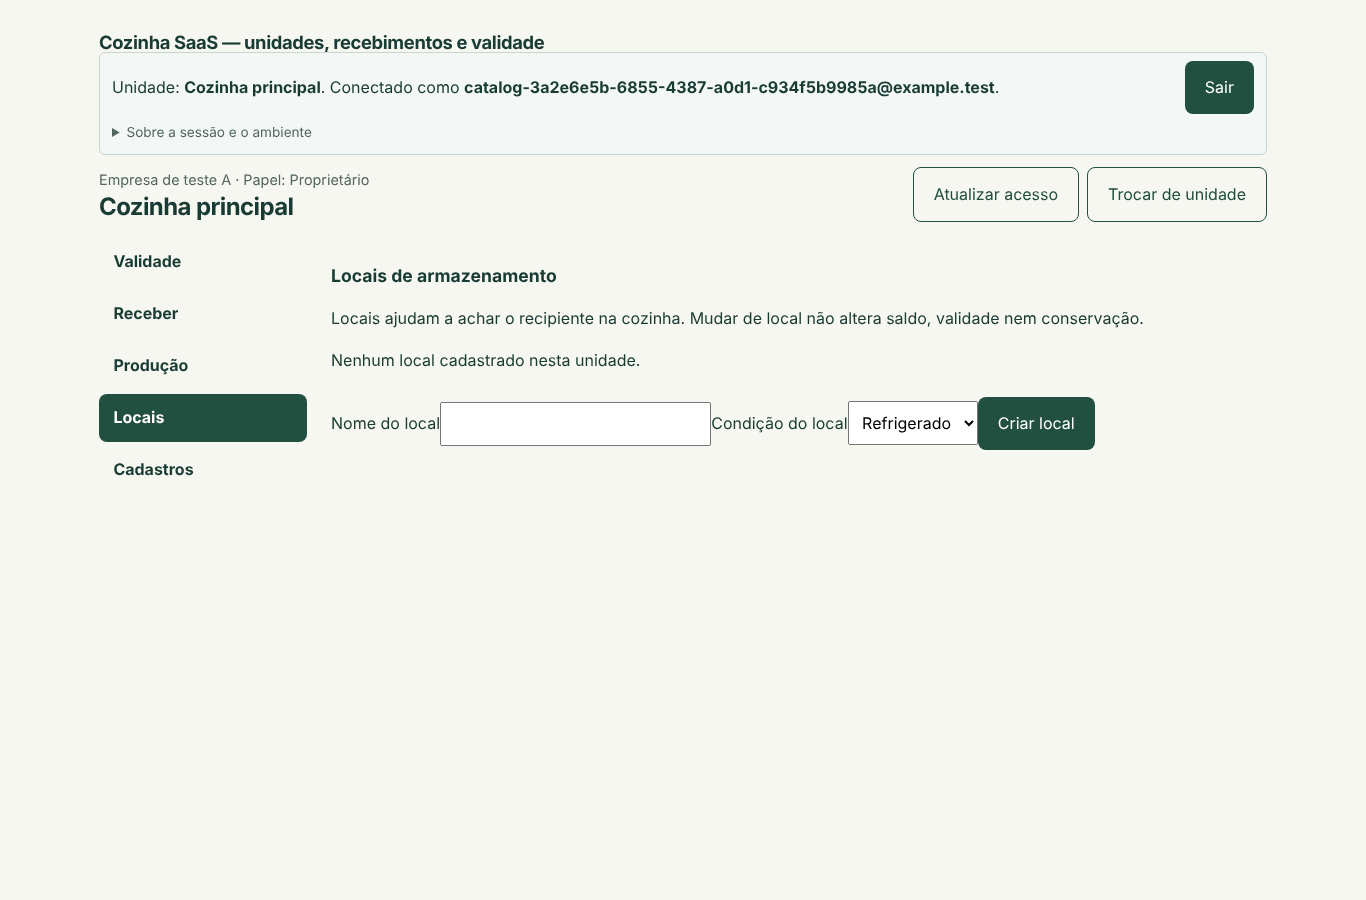 Cozinha SaaS — unidades, recebimentos e validade
Unidade: Cozinha principal. Conectado como catalog-3a2e6e5b-6855-4387-a0d1-c934f5b9985a@example.test.
Sair
Sobre a sessão e o ambiente
Empresa de teste A · Papel: Proprietário
Cozinha principal
Atualizar acesso
Trocar de unidade
Validade
Receber
Produção
Locais
Cadastros
Locais de armazenamento
Locais ajudam a achar o recipiente na cozinha. Mudar de local não altera saldo, validade nem conservação.
Nenhum local cadastrado nesta unidade.
Nome do local
Condição do local
Refrigerado
Criar local